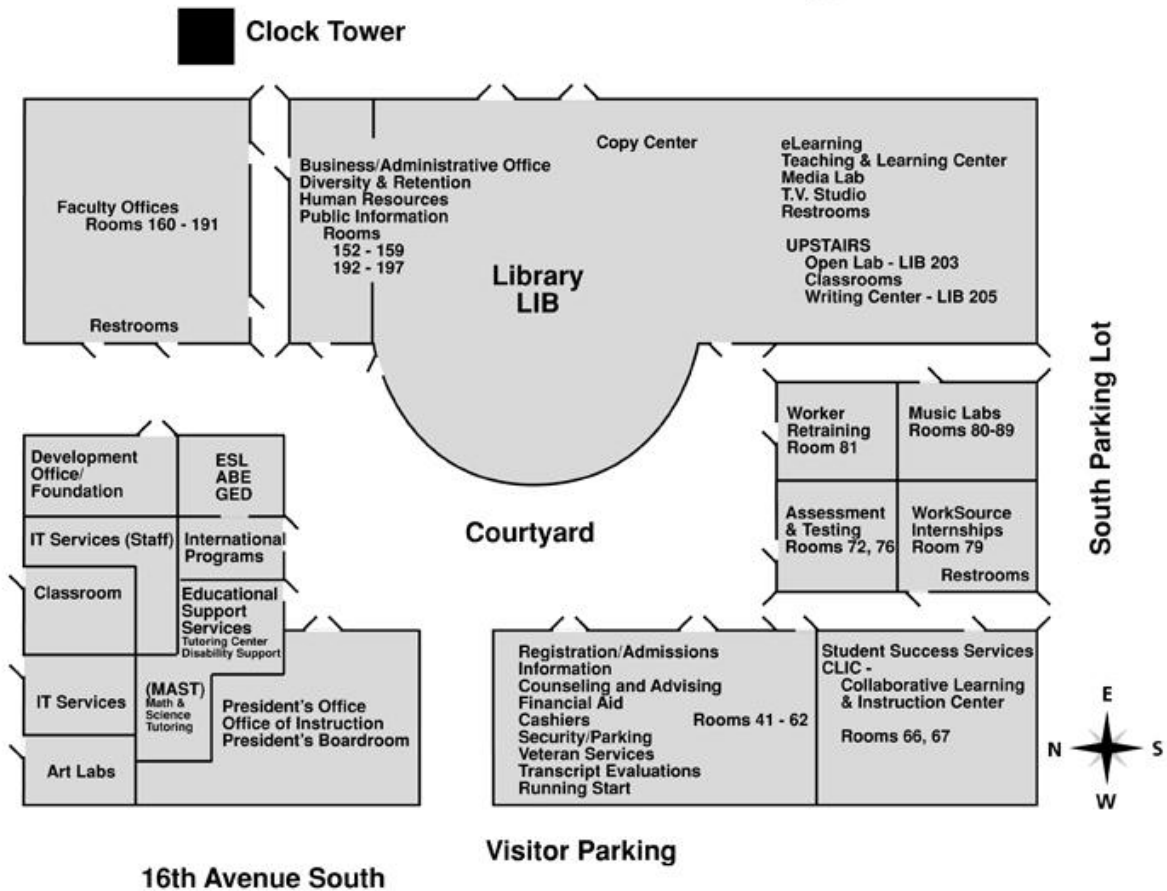 Clock Tower
Faculty Offices
Rooms 160 - 191
Restrooms
Business/Administrative Office
Diversity & Retention
Human Resources
Public Information
Rooms
152 - 159
192 - 197
Copy Center
Library
LIB
eLearning
Teaching & Learning Center
Media Lab
T.V. Studio
Restrooms
UPSTAIRS
Open Lab - LIB 203
Classrooms
Writing Center - LIB 205
South Parking Lot
Worker
Retraining
Room 81
Music Labs
Rooms 80-89
Assessment
& Testing
Rooms 72, 76
WorkSource
Internships
Room 79
Restrooms
Courtyard
Development
Office/
Foundation
ESL
ABE
GED
IT Services (Staff)
International
Programs
Classroom
Educational
Support
Services
Tutoring Center
Disability Support
IT Services
(MAST)
Math &
Science
Tutoring
Art Labs
President's Office
Office of Instruction
President's Boardroom
Registration/Admissions
Information
Counseling and Advising
Financial Aid
Cashiers Rooms 41 - 62
Security/Parking
Veteran Services
Transcript Evaluations
Running Start
Student Success Services
CLIC -
Collaborative Learning
& Instruction Center
Rooms 66, 67
E
N S
W
Visitor Parking
16th Avenue South